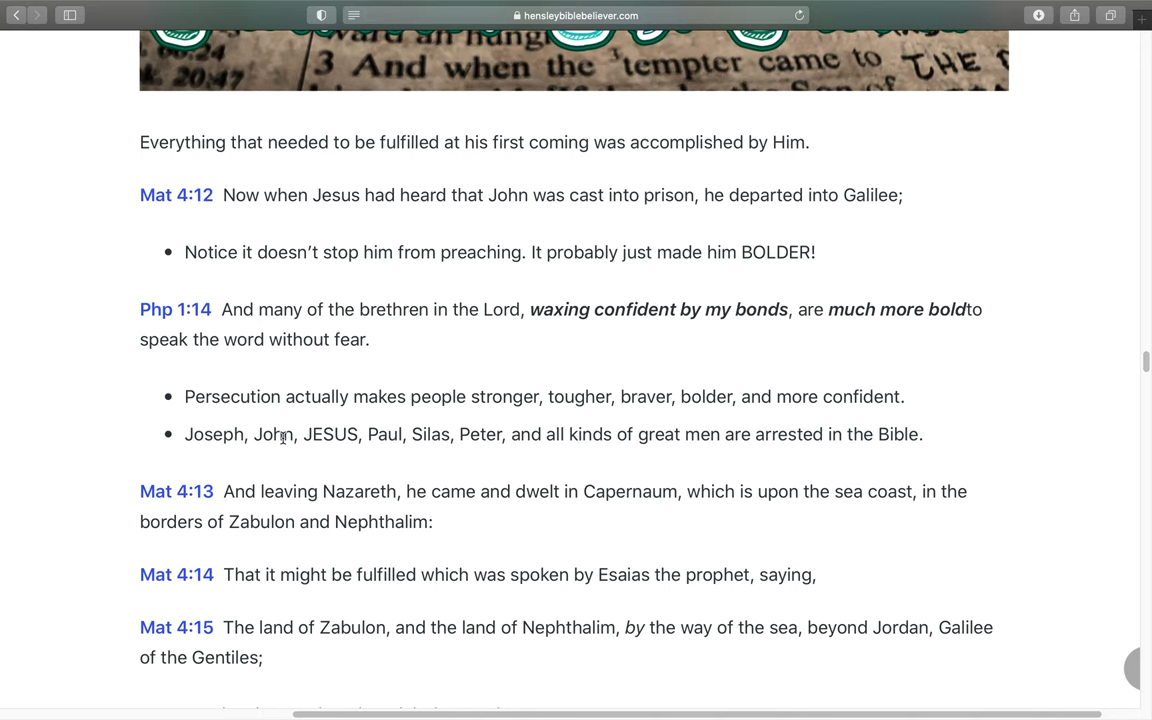 hensleybiblebeliever.com
ward an hungr
k. 20:47
3 And when the ³tempter came to THE
Everything that needed to be fulfilled at his first coming was accomplished by Him.
Mat 4:12 Now when Jesus had heard that John was cast into prison, he departed into Galilee;
• Notice it doesn’t stop him from preaching. It probably just made him BOLDER!
Php 1:14 And many of the brethren in the Lord, waxing confident by my bonds, are much more boldto
speak the word without fear.
• Persecution actually makes people stronger, tougher, braver, bolder, and more confident.
• Joseph, John, JESUS, Paul, Silas, Peter, and all kinds of great men are arrested in the Bible.
Mat 4:13 And leaving Nazareth, he came and dwelt in Capernaum, which is upon the sea coast, in the
borders of Zabulon and Nephthalim:
Mat 4:14 That it might be fulfilled which was spoken by Esaias the prophet, saying,
Mat 4:15 The land of Zabulon, and the land of Nephthalim, by the way of the sea, beyond Jordan, Galilee
of the Gentiles;